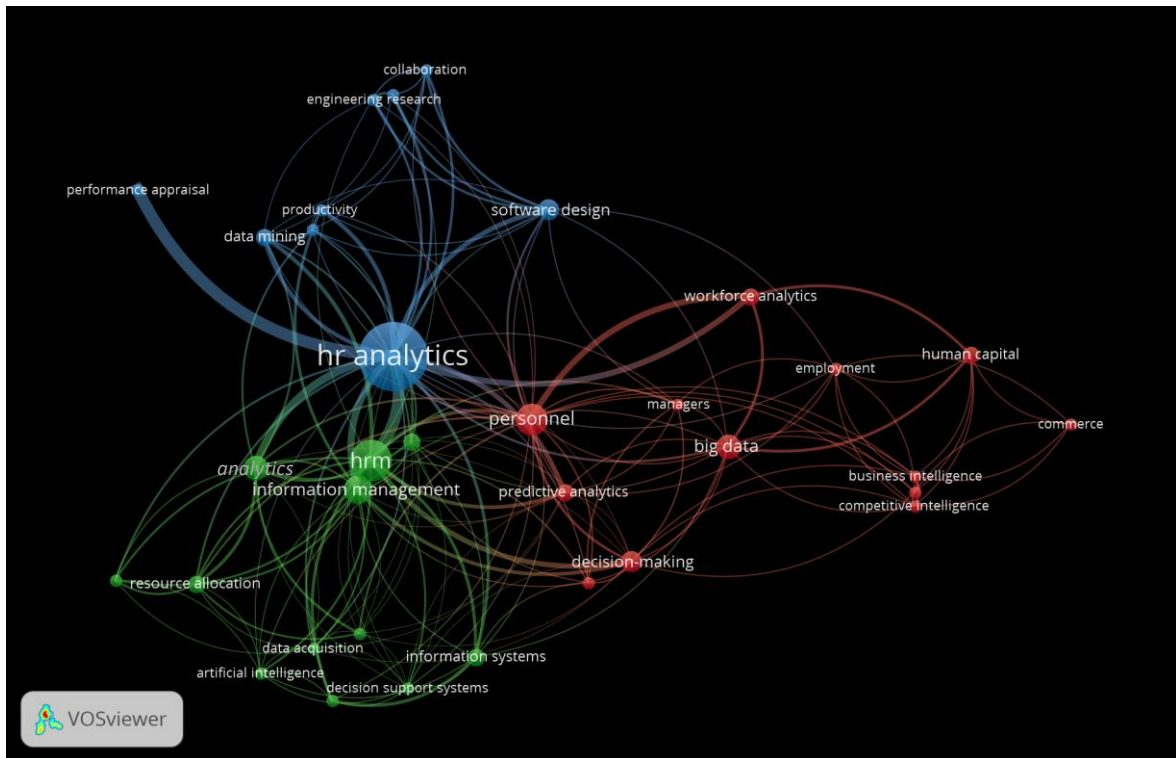 collaboration
engineering research
performance appraisal
productivity
software design
data mining
workforce analytics
hr analytics
human capital
employment
managers
personnel
commerce
big data
hrm
analytics
business intelligence
information management
predictive analytics
competitive intelligence
decision-making
resource allocation
data acquisition
information systems
artificial intelligence
decision support systems
VOSviewer